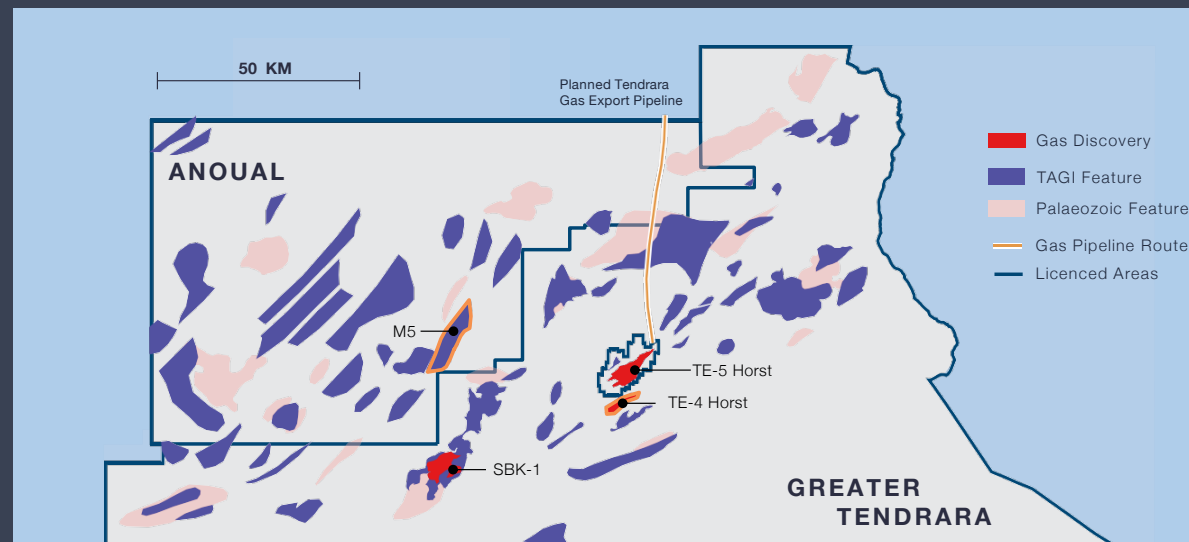 50 KM
Planned Tendrara
Gas Export Pipeline
ANOUAL
Gas Discovery
TAGI Feature
Palaeozoic Feature
Gas Pipeline Route
Licenced Areas
M5
TE-5 Horst
TE-4 Horst
SBK-1
GREATER
TENDRARA